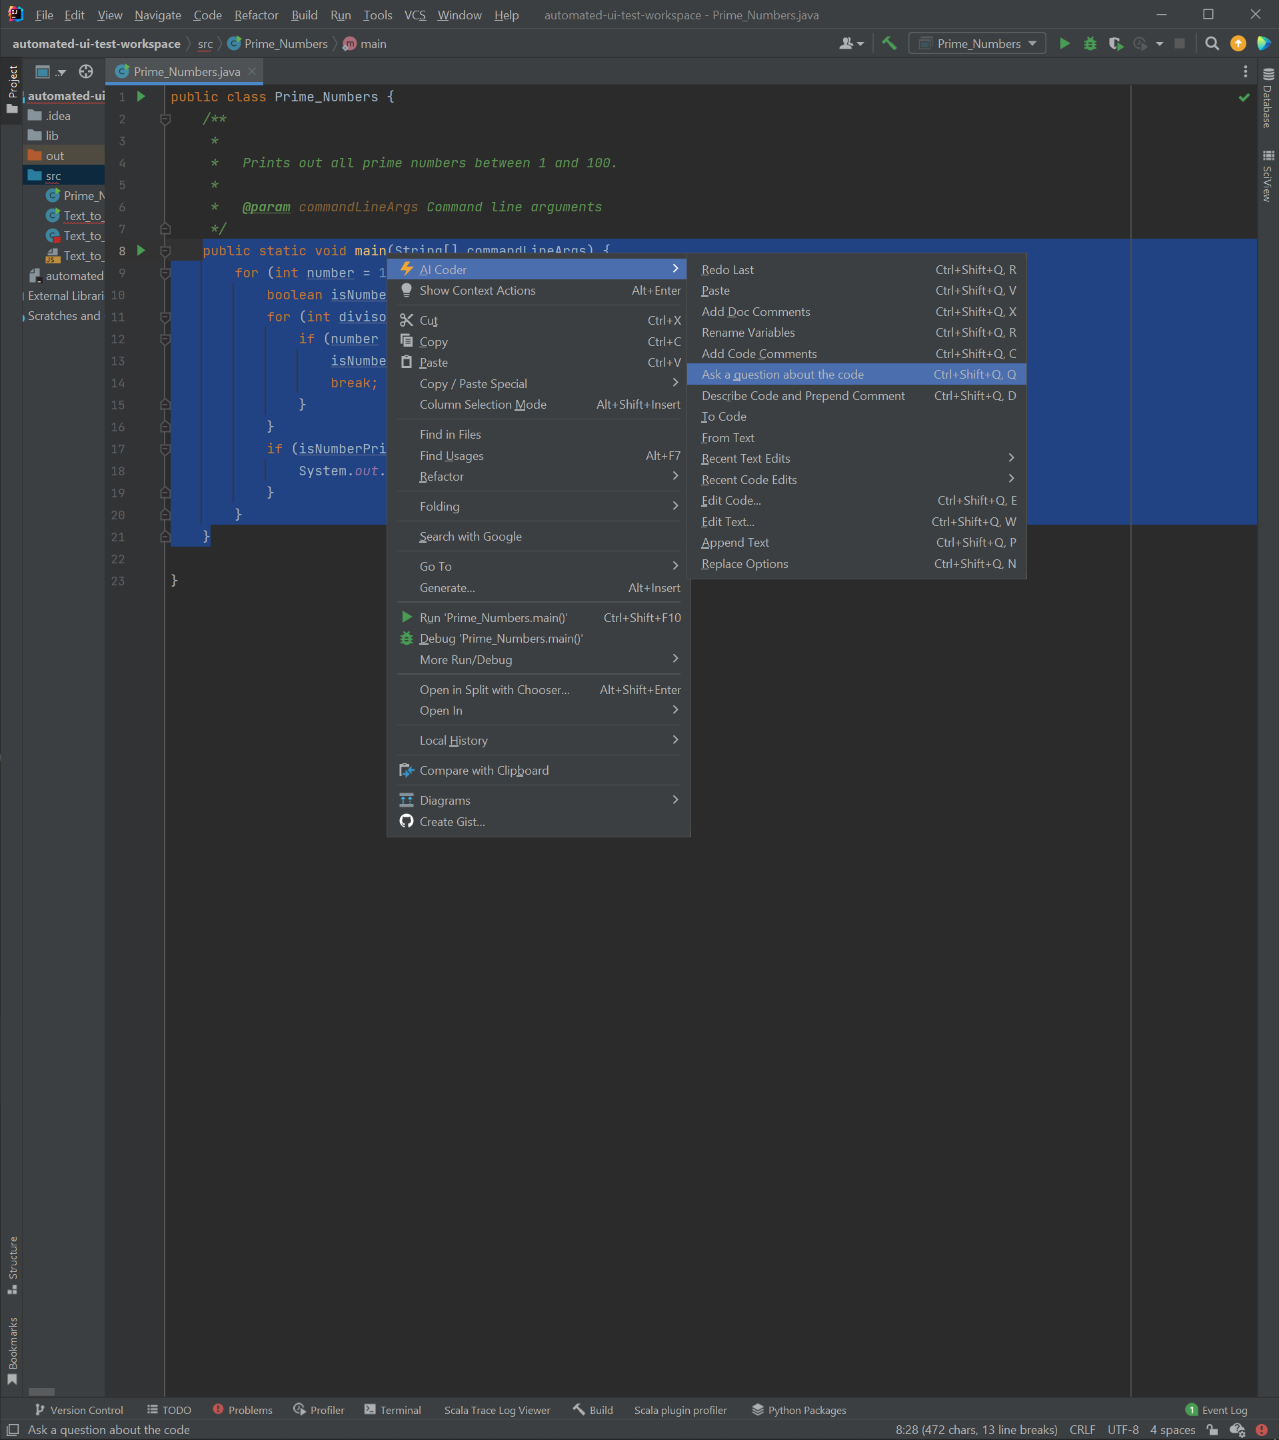 File Edit View Navigate Code Refactor Build Run Tools VCS Window Help automated-ui-test-workspace - Prime_Numbers.java
automated-ui-test-workspace src Prime_Numbers main Prime_Numbers
Project
Prime_Numbers.java
automated-ui
.idea
lib
out
src
Prime_N
Text_to_
Text_to_
Text_to_
automated
External Librari
Scratches and
1 public class Prime_Numbers {
2 /**
3 *
4 * Prints out all prime numbers between 1 and 100.
5 *
6 * @param commandLineArgs Command line arguments
7 */
8 public static void main(String[] commandLineArgs) {
9 for (int number = 1
10 boolean isNumbe
11 for (int diviso
12 if (number
13 isNumbe
14 break;
15 }
16 }
17 if (isNumberPri
18 System.out.
19 }
20 }
21 }
22
23 }
AI Coder
Show Context Actions Alt+Enter
Cut Ctrl+X
Copy Ctrl+C
Paste Ctrl+V
Copy / Paste Special
Column Selection Mode Alt+Shift+Insert
Find in Files
Find Usages Alt+F7
Refactor
Folding
Search with Google
Go To
Generate... Alt+Insert
Run 'Prime_Numbers.main()' Ctrl+Shift+F10
Debug 'Prime_Numbers.main()'
More Run/Debug
Open in Split with Chooser... Alt+Shift+Enter
Open In
Local History
Compare with Clipboard
Diagrams
Create Gist...
Redo Last Ctrl+Shift+Q, R
Paste Ctrl+Shift+Q, V
Add Doc Comments Ctrl+Shift+Q, X
Rename Variables Ctrl+Shift+Q, R
Add Code Comments Ctrl+Shift+Q, C
Ask a question about the code Ctrl+Shift+Q, Q
Describe Code and Prepend Comment Ctrl+Shift+Q, D
To Code
From Text
Recent Text Edits
Recent Code Edits
Edit Code... Ctrl+Shift+Q, E
Edit Text... Ctrl+Shift+Q, W
Append Text Ctrl+Shift+Q, P
Replace Options Ctrl+Shift+Q, N
Database
SciView
Structure
Bookmarks
Version Control TODO Problems Profiler Terminal Scala Trace Log Viewer Build Scala plugin profiler Python Packages 1 Event Log
Ask a question about the code 8:28 (472 chars, 13 line breaks) CRLF UTF-8 4 spaces